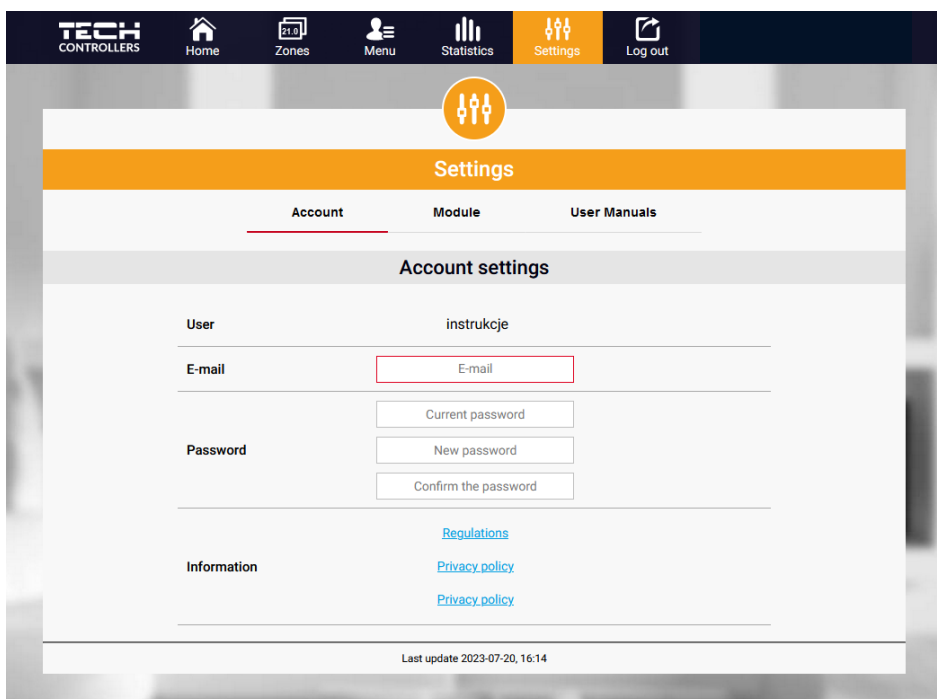 TECH
CONTROLLERS
Home
21.0
Zones
Menu
Statistics
Settings
Log out
Settings
Account Module User Manuals
Account settings
User instrukcje
E-mail E-mail
Current password
Password New password
Confirm the password
Regulations
Information Privacy policy
Privacy policy
Last update 2023-07-20, 16:14